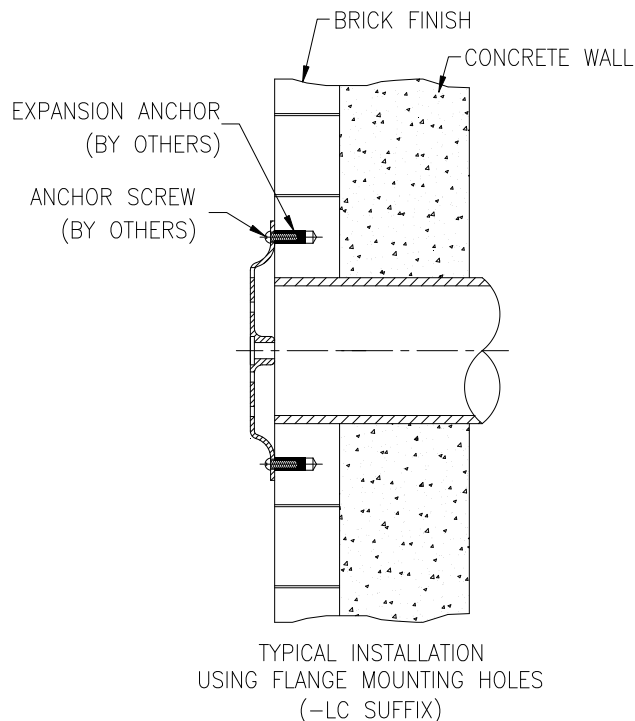 BRICK FINISH
CONCRETE WALL
EXPANSION ANCHOR
(BY OTHERS)
ANCHOR SCREW
(BY OTHERS)
TYPICAL INSTALLATION
USING FLANGE MOUNTING HOLES
(-LC SUFFIX)